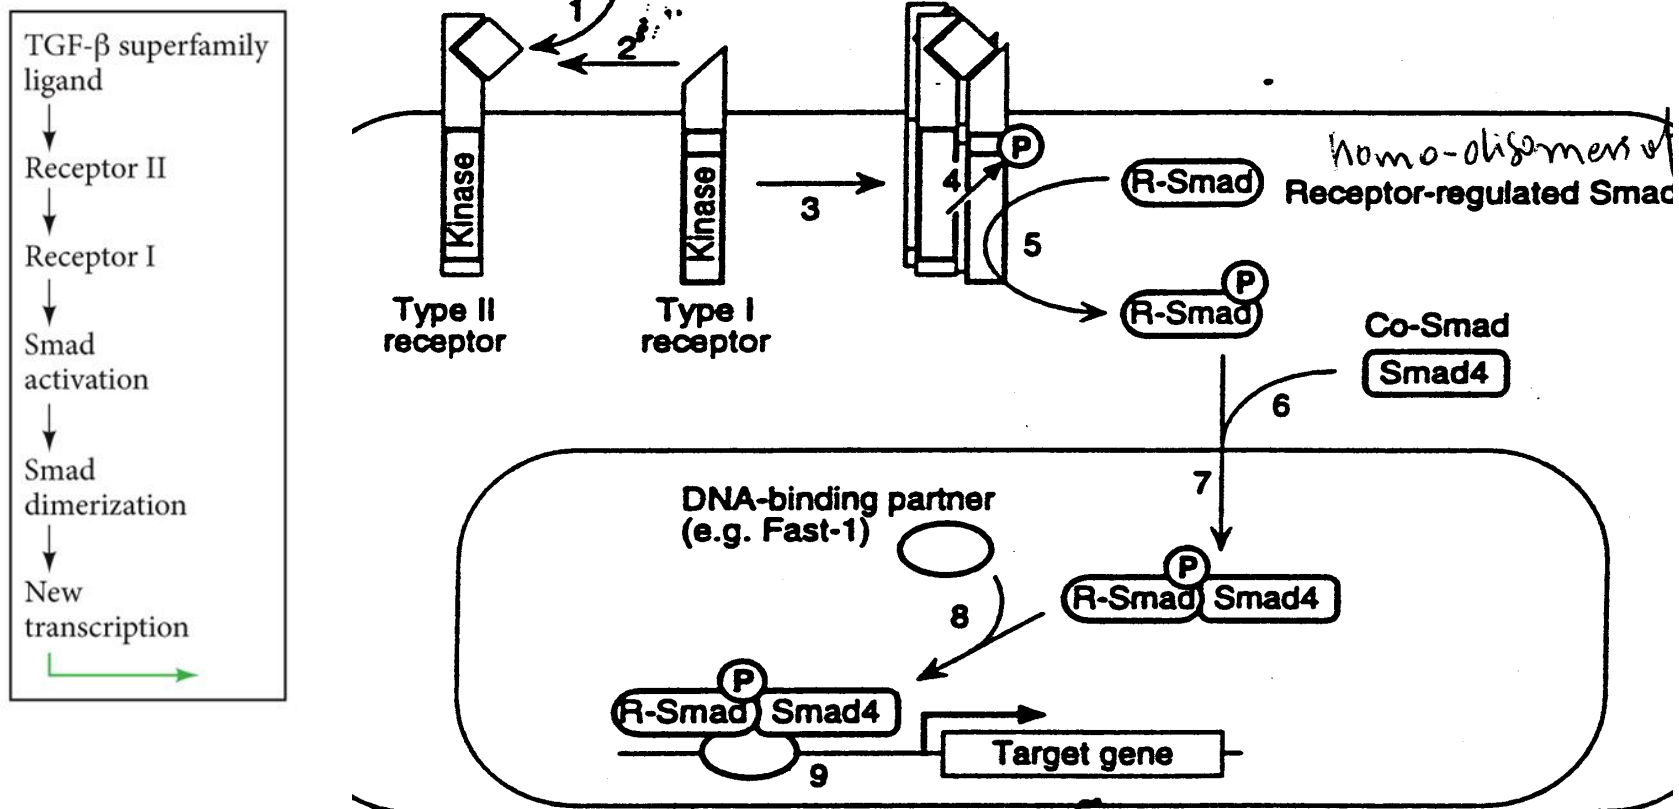 TGF-β superfamily
ligand
Receptor II
Receptor I
Smad
activation
Smad
dimerization
New
transcription
1
2
Kinase
Type II
receptor
Kinase
Type I
receptor
3
4
P
5
R-Smad
homo-oligomers of
Receptor-regulated Smad
P
R-Smad
Co-Smad
Smad4
6
7
DNA-binding partner
(e.g. Fast-1)
P
R-Smad Smad4
8
P
R-Smad Smad4
9
Target gene